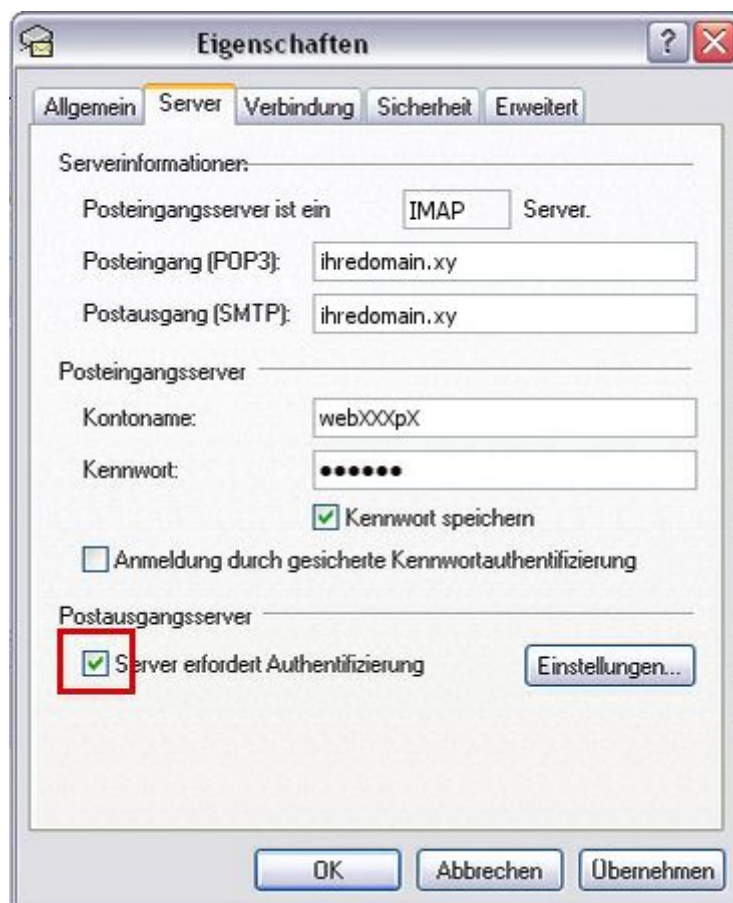 Eigenschaften
?
Allgemein Server Verbindung Sicherheit Erweitert
Serverinformationen:
Posteingangsserver ist ein IMAP Server.
Posteingang (POP3): ihredomain.xy
Postausgang (SMTP): ihredomain.xy
Posteingangsserver
Kontoname: webXXXpX
Kennwort: ●●●●●●
Kennwort speichern
Anmeldung durch gesicherte Kennwortauthentifizierung
Postausgangsserver
Server erfordert Authentifizierung Einstellungen...
OK Abbrechen Übernehmen